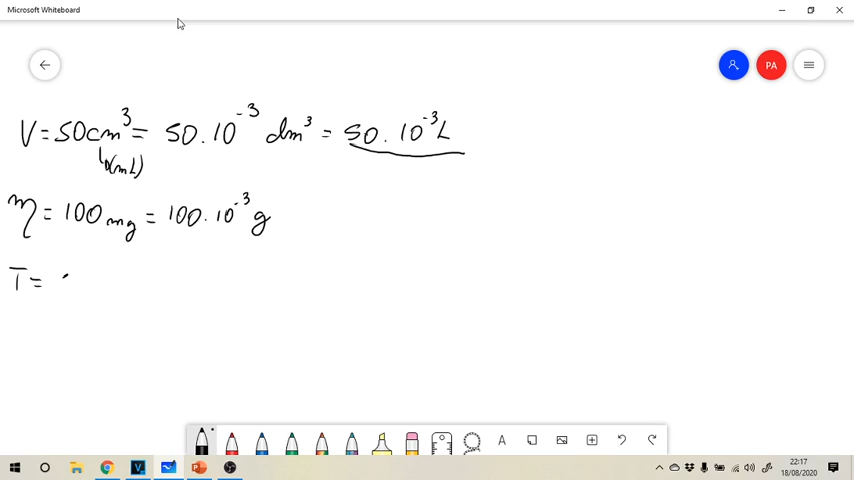 Microsoft Whiteboard
PA
V = 50cm³ = 50.10⁻³ dm³ = 50.10⁻³L
(mL)
m = 100mg = 100.10⁻³ g
T =
A
22:17
18/08/2020